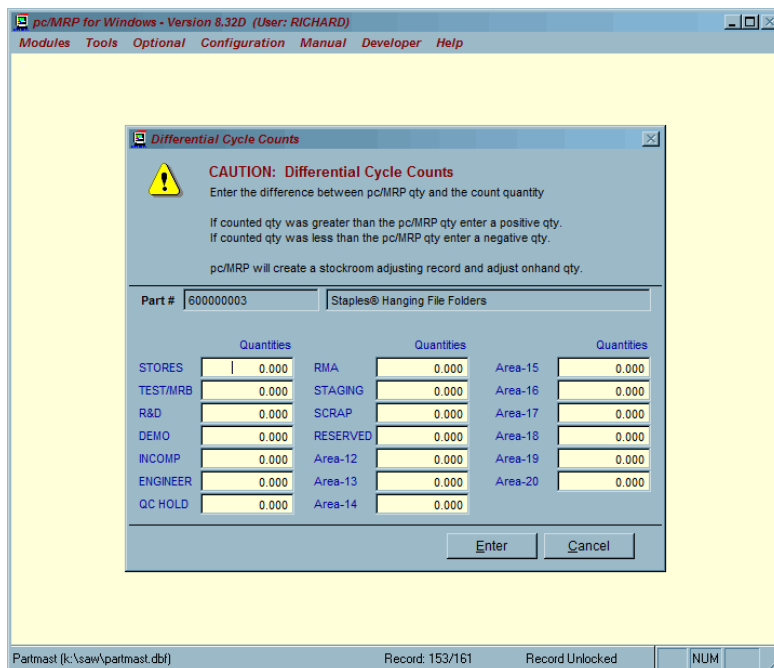 pc/MRP for Windows - Version 8.32D (User: RICHARD)
Modules Tools Optional Configuration Manual Developer Help
Differential Cycle Counts
CAUTION: Differential Cycle Counts
Enter the difference between pc/MRP qty and the count quantity
If counted qty was greater than the pc/MRP qty enter a positive qty.
If counted qty was less than the pc/MRP qty enter a negative qty.
pc/MRP will create a stockroom adjusting record and adjust onhand qty.
Part # 600000003 Staples® Hanging File Folders
Quantities Quantities Quantities
STORES 0.000 RMA 0.000 Area-15 0.000
TEST/MRB 0.000 STAGING 0.000 Area-16 0.000
R&D 0.000 SCRAP 0.000 Area-17 0.000
DEMO 0.000 RESERVED 0.000 Area-18 0.000
INCOMP 0.000 Area-12 0.000 Area-19 0.000
ENGINEER 0.000 Area-13 0.000 Area-20 0.000
QC HOLD 0.000 Area-14 0.000
Enter Cancel
Partmast (k:\saw\partmast.dbf) Record: 153/161 Record Unlocked NUM